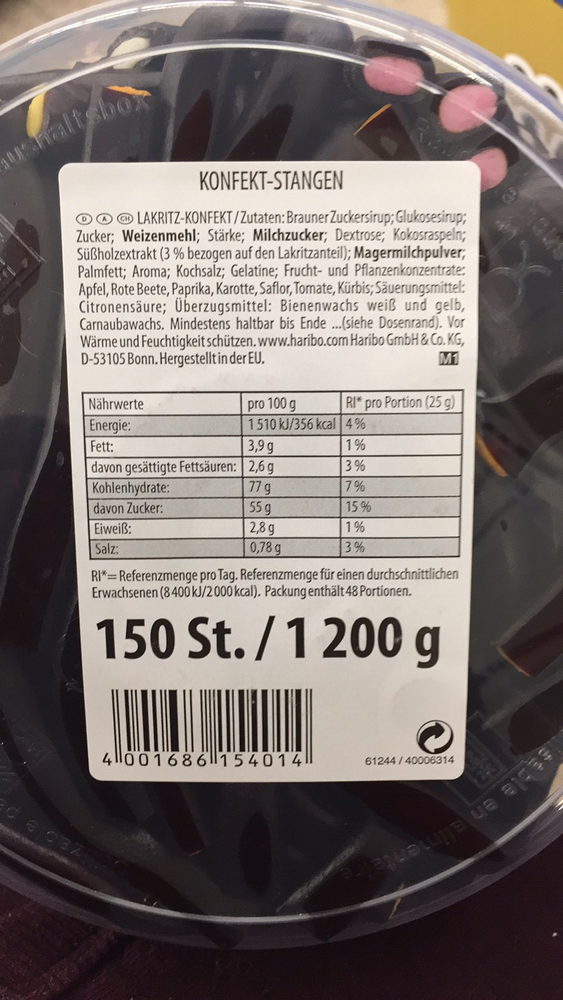 KONFEKT-STANGEN
D A CH LAKRITZ-KONFEKT / Zutaten: Brauner Zuckersirup; Glukosesirup;
Zucker; Weizenmehl; Stärke; Milchzucker; Dextrose; Kokosraspeln;
Süßholzextrakt (3 % bezogen auf den Lakritzanteil); Magermilchpulver;
Palmfett; Aroma; Kochsalz; Gelatine; Frucht- und Pflanzenkonzentrate:
Apfel, Rote Beete, Paprika, Karotte, Saflor, Tomate, Kürbis; Säuerungsmittel:
Citronensäure; Überzugsmittel: Bienenwachs weiß und gelb,
Carnaubawachs. Mindestens haltbar bis Ende ...(siehe Dosenrand). Vor
Wärme und Feuchtigkeit schützen. www.haribo.com Haribo GmbH & Co. KG,
D-53105 Bonn. Hergestellt in der EU. M1
Nährwerte pro 100 g RI* pro Portion (25 g)
Energie: 1 510 kJ/356 kcal 4 %
Fett: 3,9 g 1 %
davon gesättigte Fettsäuren: 2,6 g 3 %
Kohlenhydrate: 77 g 7 %
davon Zucker: 55 g 15 %
Eiweiß: 2,8 g 1 %
Salz: 0,78 g 3 %
RI*= Referenzmenge pro Tag. Referenzmenge für einen durchschnittlichen
Erwachsenen (8 400 kJ/2 000 kcal). Packung enthält 48 Portionen.
150 St. / 1 200 g
4 001686 154014
61244 / 40006314
alimentaire